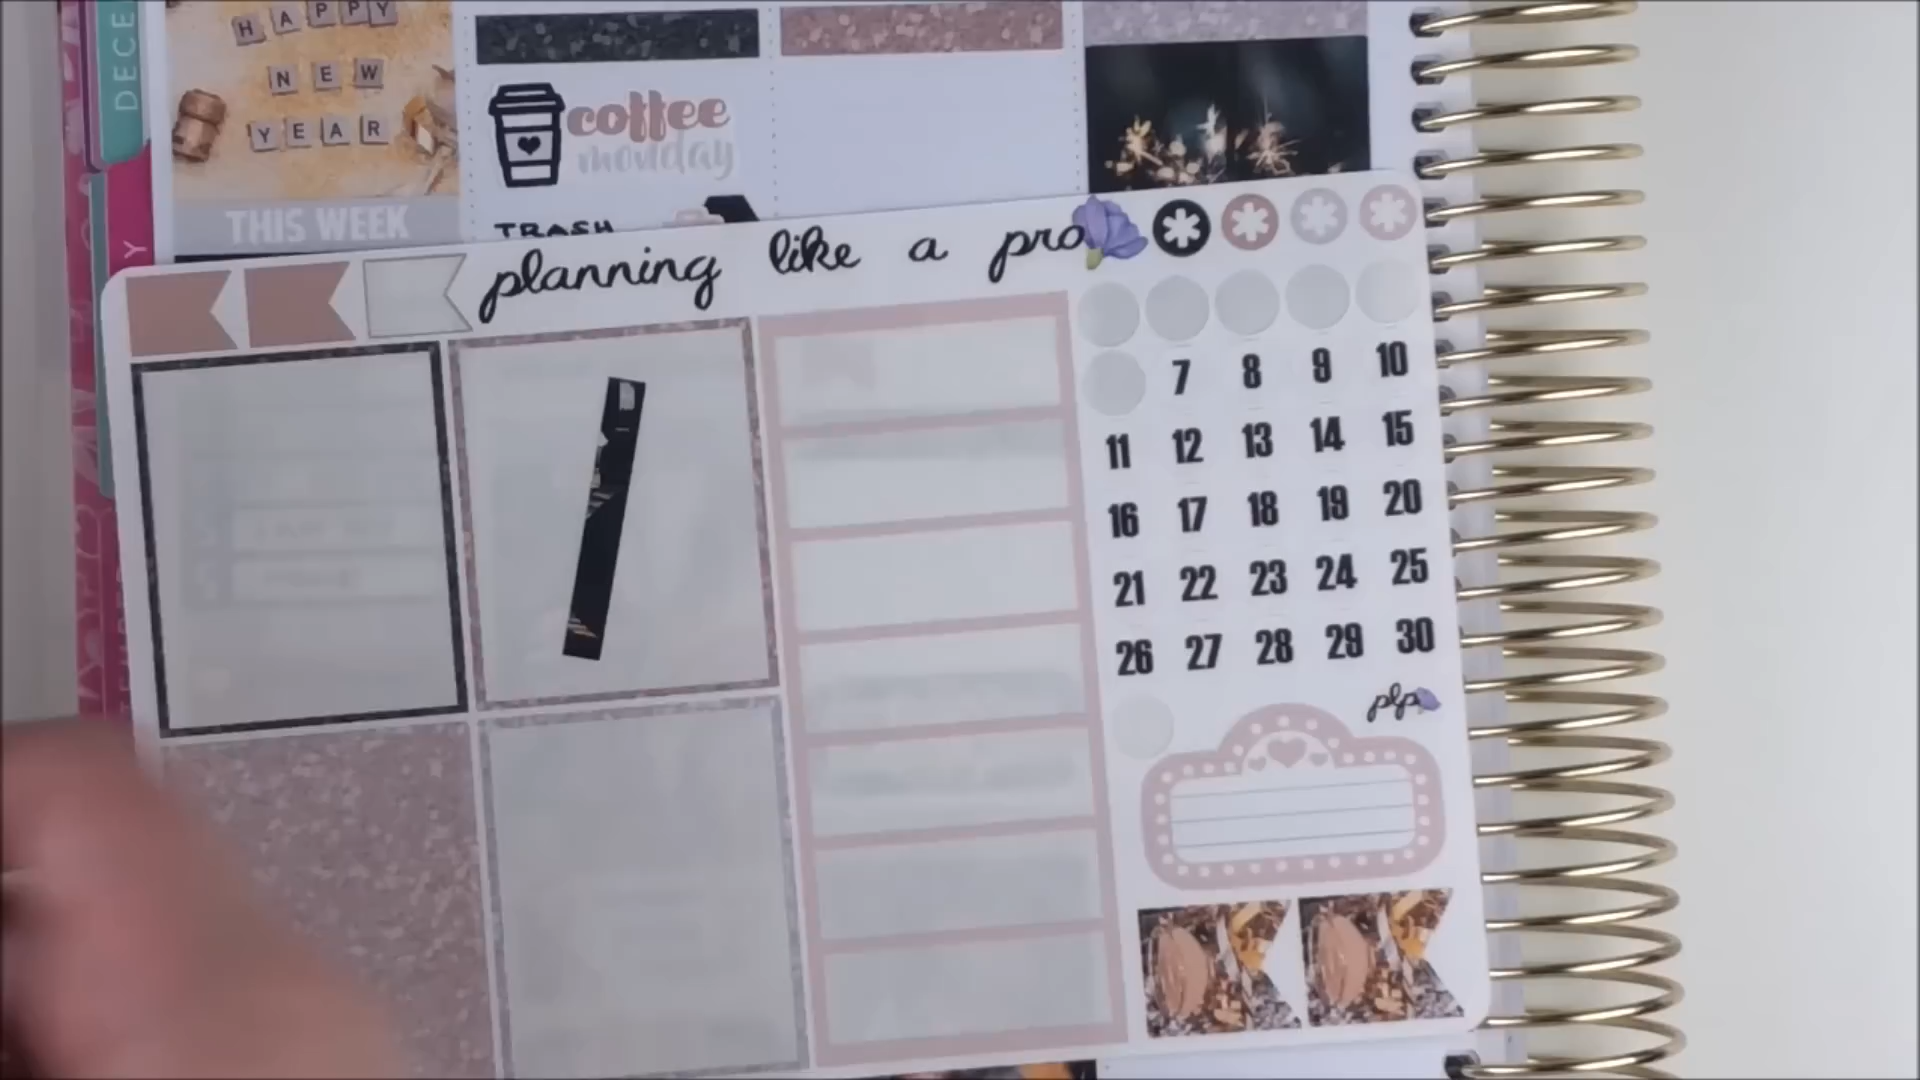 DECE
HAPPY
NEW
YEAR
THIS WEEK
coffee
monday
TRASH
planning like a pro
7 8 9 10
11 12 13 14 15
16 17 18 19 20
21 22 23 24 25
26 27 28 29 30
plp
Y